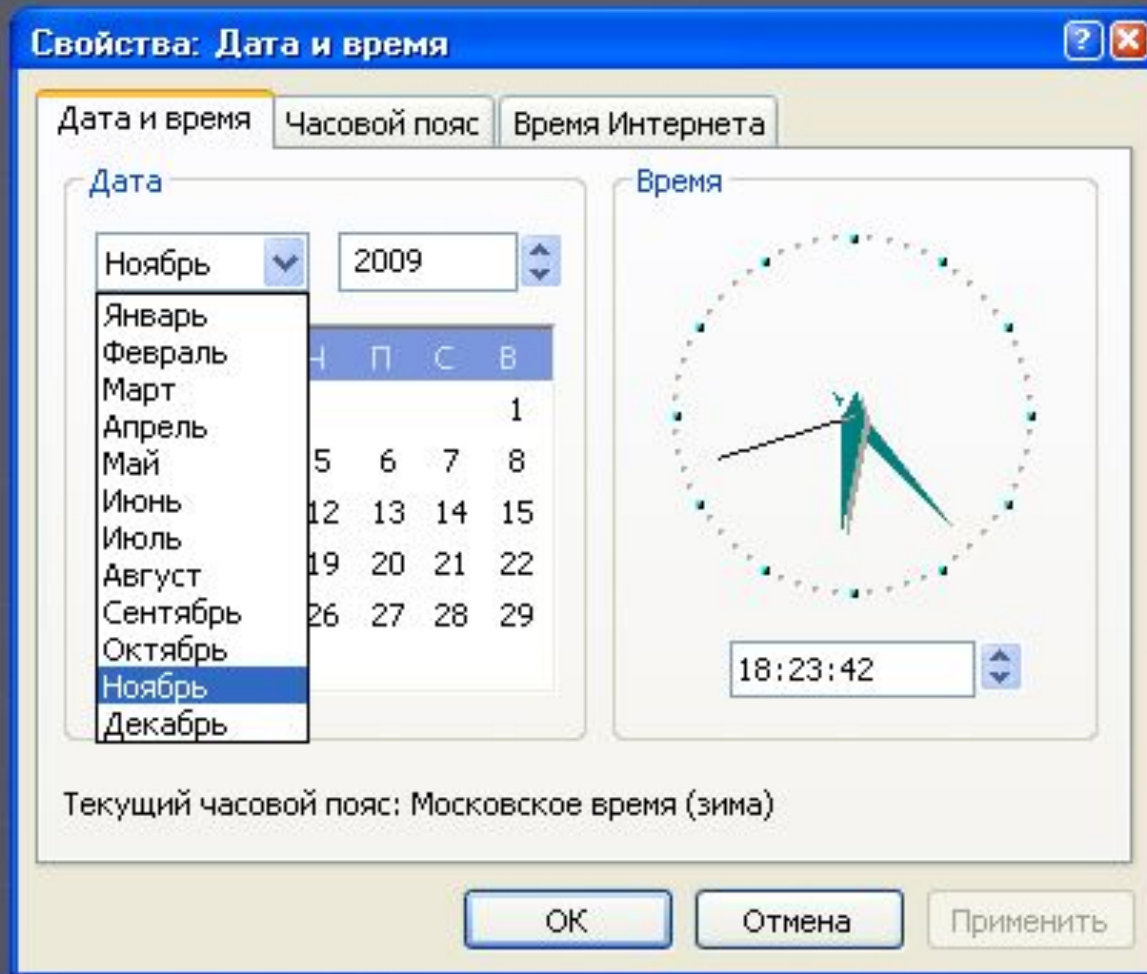 Свойства: Дата и время
Дата и время Часовой пояс Время Интернета
Дата Время
Ноябрь 2009
Январь
Февраль
Март
Апрель
Май
Июнь
Июль
Август
Сентябрь
Октябрь
Ноябрь
Декабрь
П С В
1
5 6 7 8
12 13 14 15
19 20 21 22
26 27 28 29
18:23:42
Текущий часовой пояс: Московское время (зима)
ОК Отмена Применить